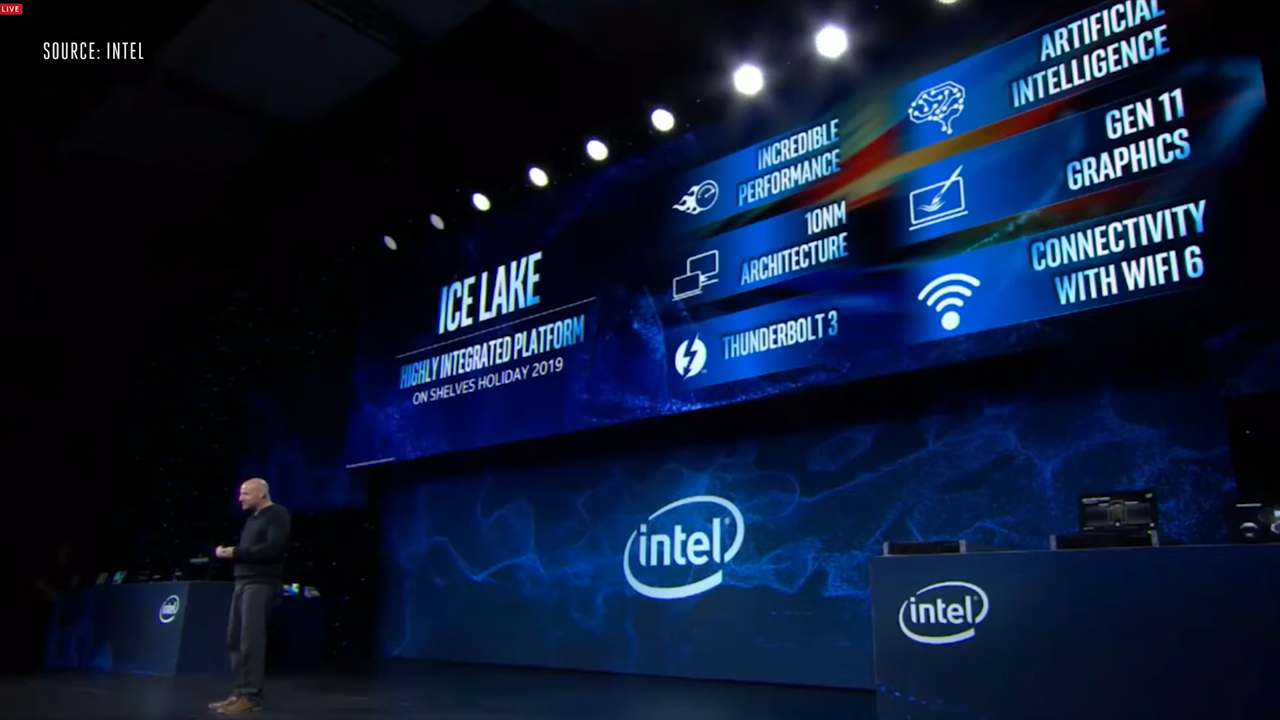 LIVE
SOURCE: INTEL
ICE LAKE
HIGHLY INTEGRATED PLATFORM
ON SHELVES HOLIDAY 2019
INCREDIBLE
PERFORMANCE
10NM
ARCHITECTURE
THUNDERBOLT 3
ARTIFICIAL
INTELLIGENCE
GEN 11
GRAPHICS
CONNECTIVITY
WITH WIFI 6
intel
intel
intel